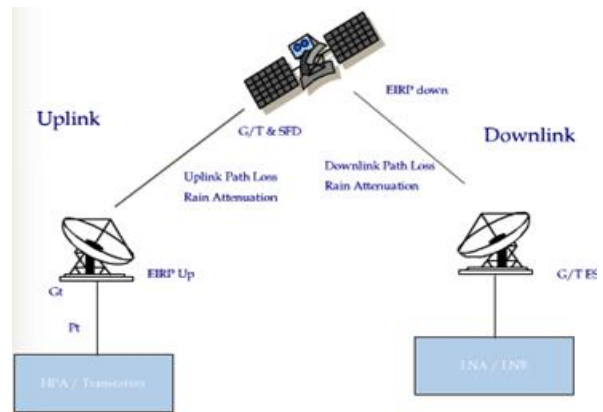 EIRP down
Uplink
G/T & SFD
Downlink
Uplink Path Loss
Rain Attenuation
Downlink Path Loss
Rain Attenuation
EIRP Up
G/T ES
Gt
Pt
HPA / Transceiver
LNA / LNB